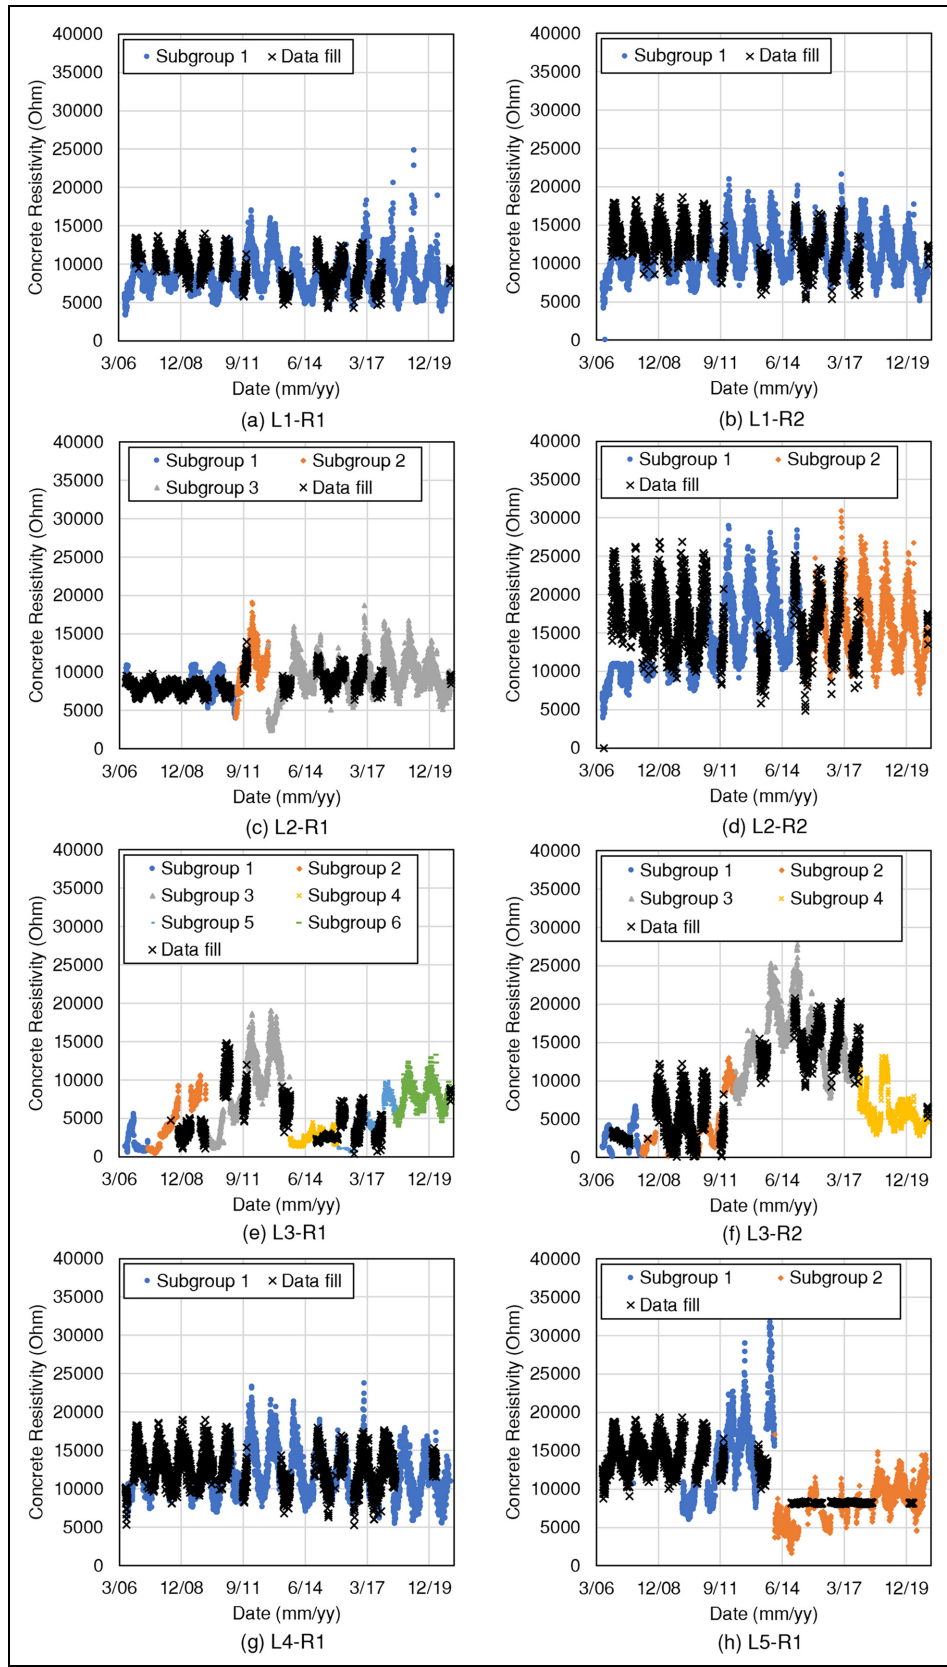 40000
Subgroup 1 Data fill
35000
30000
25000
20000
15000
10000
5000
0
Concrete Resistivity (Ohm)
3/06 12/08 9/11 6/14 3/17 12/19
Date (mm/yy)
(a) L1-R1
40000
Subgroup 1 Data fill
35000
30000
25000
20000
15000
10000
5000
0
Concrete Resistivity (Ohm)
3/06 12/08 9/11 6/14 3/17 12/19
Date (mm/yy)
(b) L1-R2
40000
Subgroup 1 Subgroup 2
Subgroup 3 Data fill
35000
30000
25000
20000
15000
10000
5000
0
Concrete Resistivity (Ohm)
3/06 12/08 9/11 6/14 3/17 12/19
Date (mm/yy)
(c) L2-R1
40000
Subgroup 1 Subgroup 2
Data fill
35000
30000
25000
20000
15000
10000
5000
0
Concrete Resistivity (Ohm)
3/06 12/08 9/11 6/14 3/17 12/19
Date (mm/yy)
(d) L2-R2
40000
Subgroup 1 Subgroup 2
Subgroup 3 Subgroup 4
Subgroup 5 Subgroup 6
Data fill
35000
30000
25000
20000
15000
10000
5000
0
Concrete Resistivity (Ohm)
3/06 12/08 9/11 6/14 3/17 12/19
Date (mm/yy)
(e) L3-R1
40000
Subgroup 1 Subgroup 2
Subgroup 3 Subgroup 4
Data fill
35000
30000
25000
20000
15000
10000
5000
0
Concrete Resistivity (Ohm)
3/06 12/08 9/11 6/14 3/17 12/19
Date (mm/yy)
(f) L3-R2
40000
Subgroup 1 Data fill
35000
30000
25000
20000
15000
10000
5000
0
Concrete Resistivity (Ohm)
3/06 12/08 9/11 6/14 3/17 12/19
Date (mm/yy)
(g) L4-R1
40000
Subgroup 1 Subgroup 2
Data fill
35000
30000
25000
20000
15000
10000
5000
0
Concrete Resistivity (Ohm)
3/06 12/08 9/11 6/14 3/17 12/19
Date (mm/yy)
(h) L5-R1